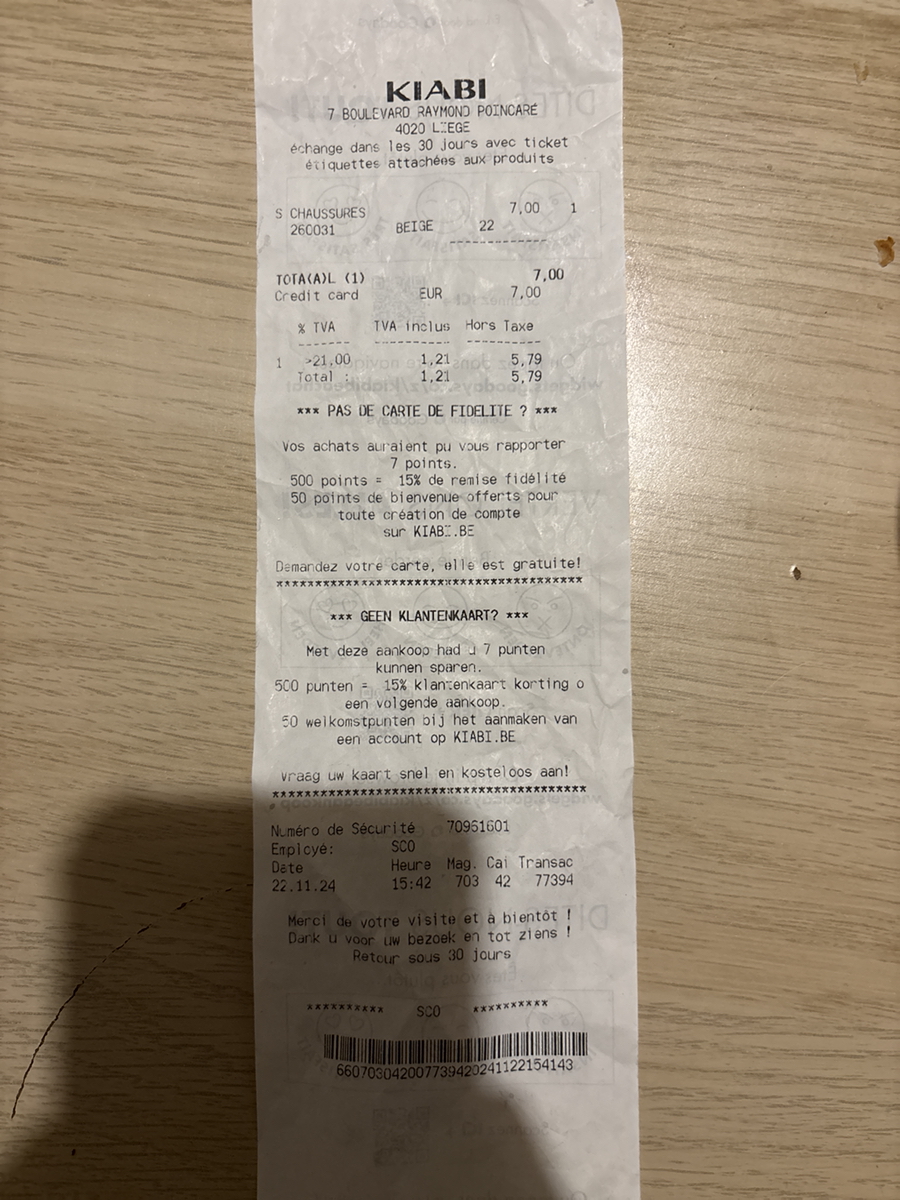 KIABI
7 BOULEVARD RAYMOND POINCARÉ
4020 LIEGE
échange dans les 30 jours avec ticket
étiquettes attachées aux produits
7,00 1
S CHAUSSURES
260031 BEIGE 22
------------
TOTA(A)L (1) 7,00
Credit card EUR 7,00
% TVA TVA inclus Hors Taxe
------- ---------- ----------
1 >21,00 1,21 5,79
Total : 1,21 5,79
*** PAS DE CARTE DE FIDELITE ? ***
Vos achats auraient pu vous rapporter
7 points.
500 points = 15% de remise fidélité
50 points de bienvenue offerts pour
toute création de compte
sur KIABI.BE
Demandez votre carte, elle est gratuite!
****************************************
*** GEEN KLANTENKAART? ***
Met deze aankoop had u 7 punten
kunnen sparen.
500 punten = 15% klantenkaart korting o
een volgende aankoop.
50 welkomstpunten bij het aanmaken van
een account op KIABI.BE
Vraag uw kaart snel en kosteloos aan!
*****************************************
Numéro de Sécurité 70961601
Employé: SCO
Date Heure Mag. Cai Transac
22.11.24 15:42 703 42 77394
Merci de votre visite et à bientôt !
Dank u voor uw bezoek en tot ziens !
Retour sous 30 jours
********** SCO **********
660703042007739420241122154143